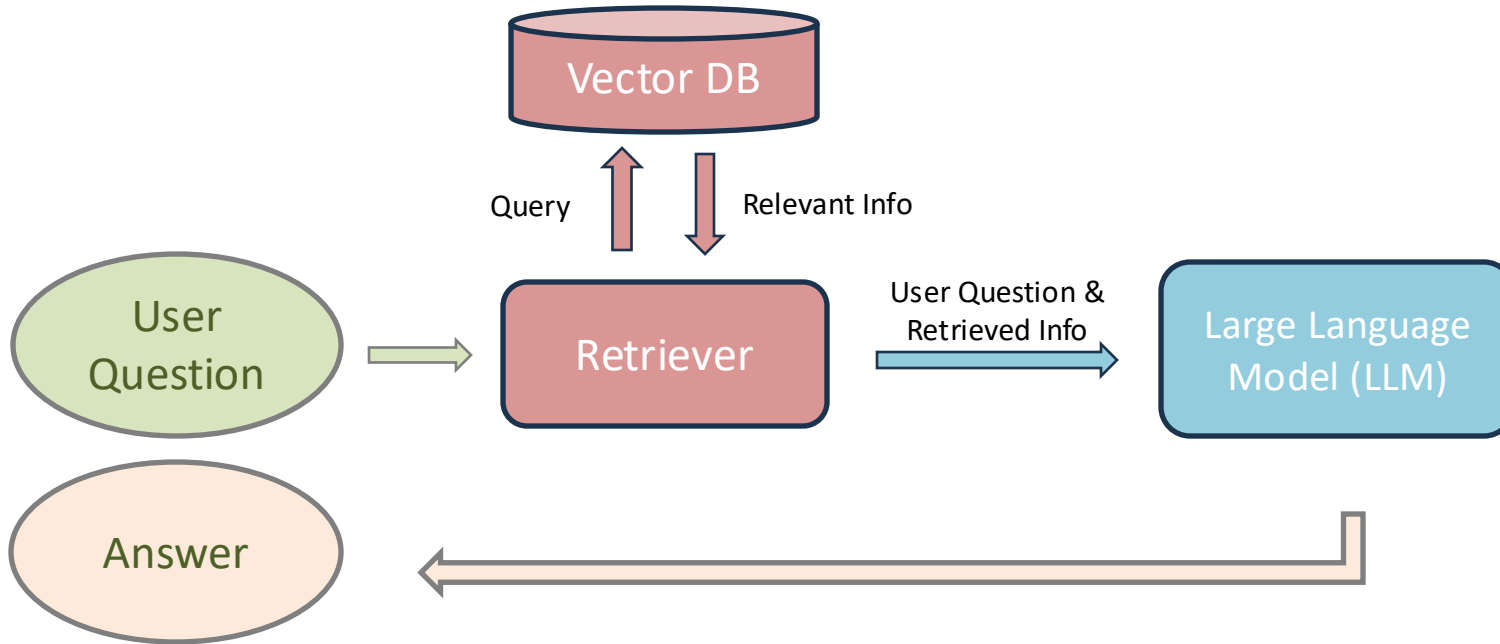 Vector DB
Query
Relevant Info
User
Question
Retriever
User Question &
Retrieved Info
Large Language
Model (LLM)
Answer